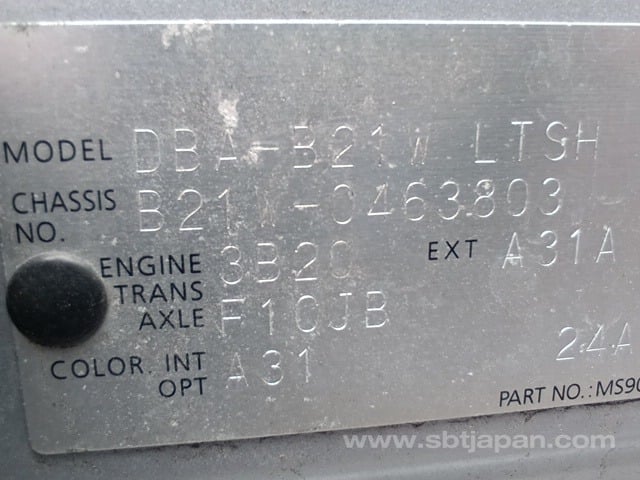 MODEL DBA-B21W LTSH
CHASSIS NO. B21W-0463803
ENGINE 3B20 EXT A31A
TRANS AXLE F1CJB
COLOR. INT OPT A31 24A
PART NO.: MS90
www.sbtjapan.com